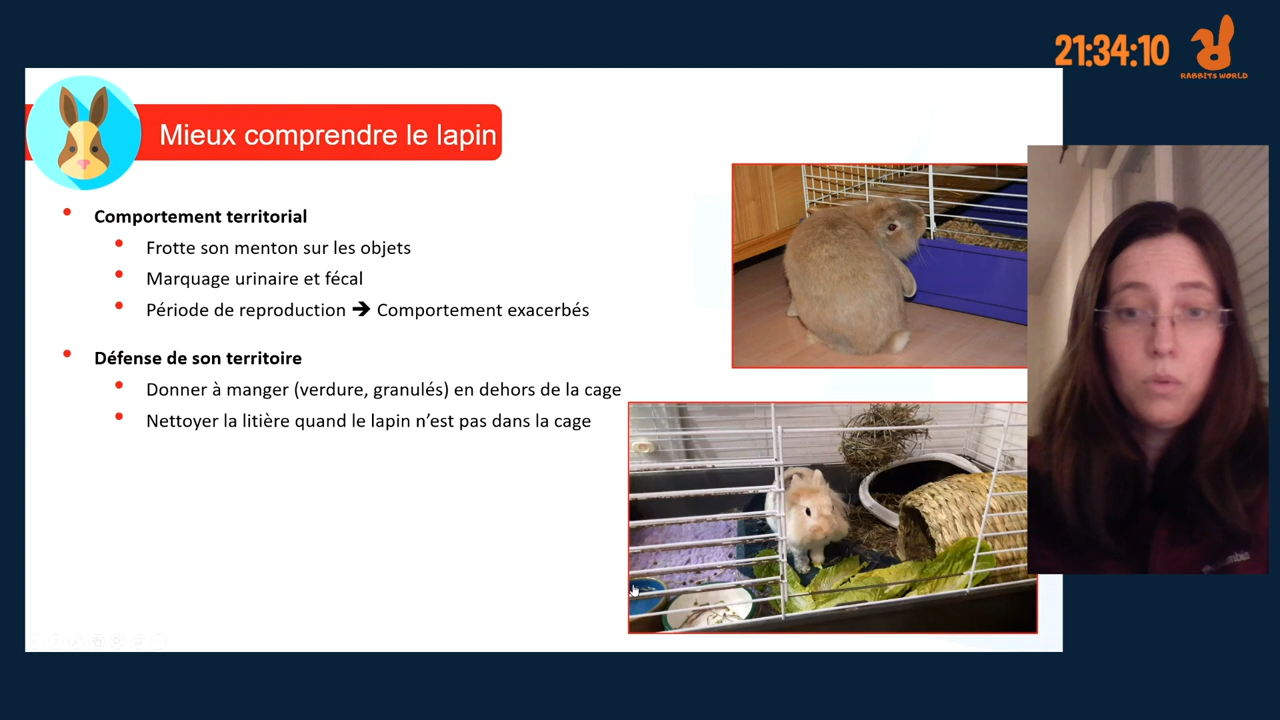 21:34:10
RABBITS WORLD
Mieux comprendre le lapin
Comportement territorial
Frotte son menton sur les objets
Marquage urinaire et fécal
Période de reproduction ➔ Comportement exacerbés
Défense de son territoire
Donner à manger (verdure, granulés) en dehors de la cage
Nettoyer la litière quand le lapin n’est pas dans la cage